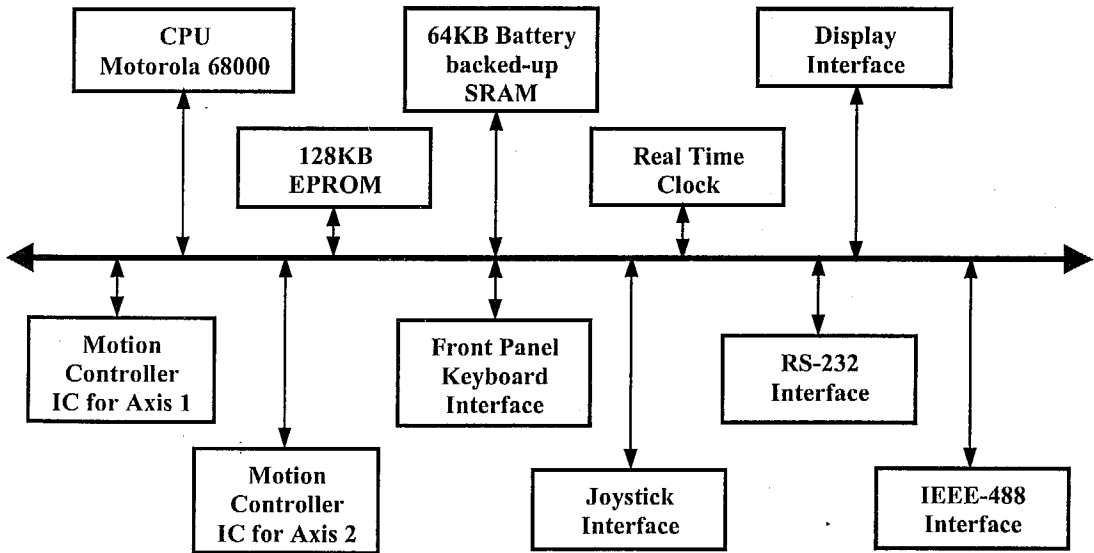 CPU
Motorola 68000
64KB Battery
backed-up
SRAM
Display
Interface
128KB
EPROM
Real Time
Clock
Motion
Controller
IC for Axis 1
Front Panel
Keyboard
Interface
RS-232
Interface
Motion
Controller
IC for Axis 2
Joystick
Interface
IEEE-488
Interface